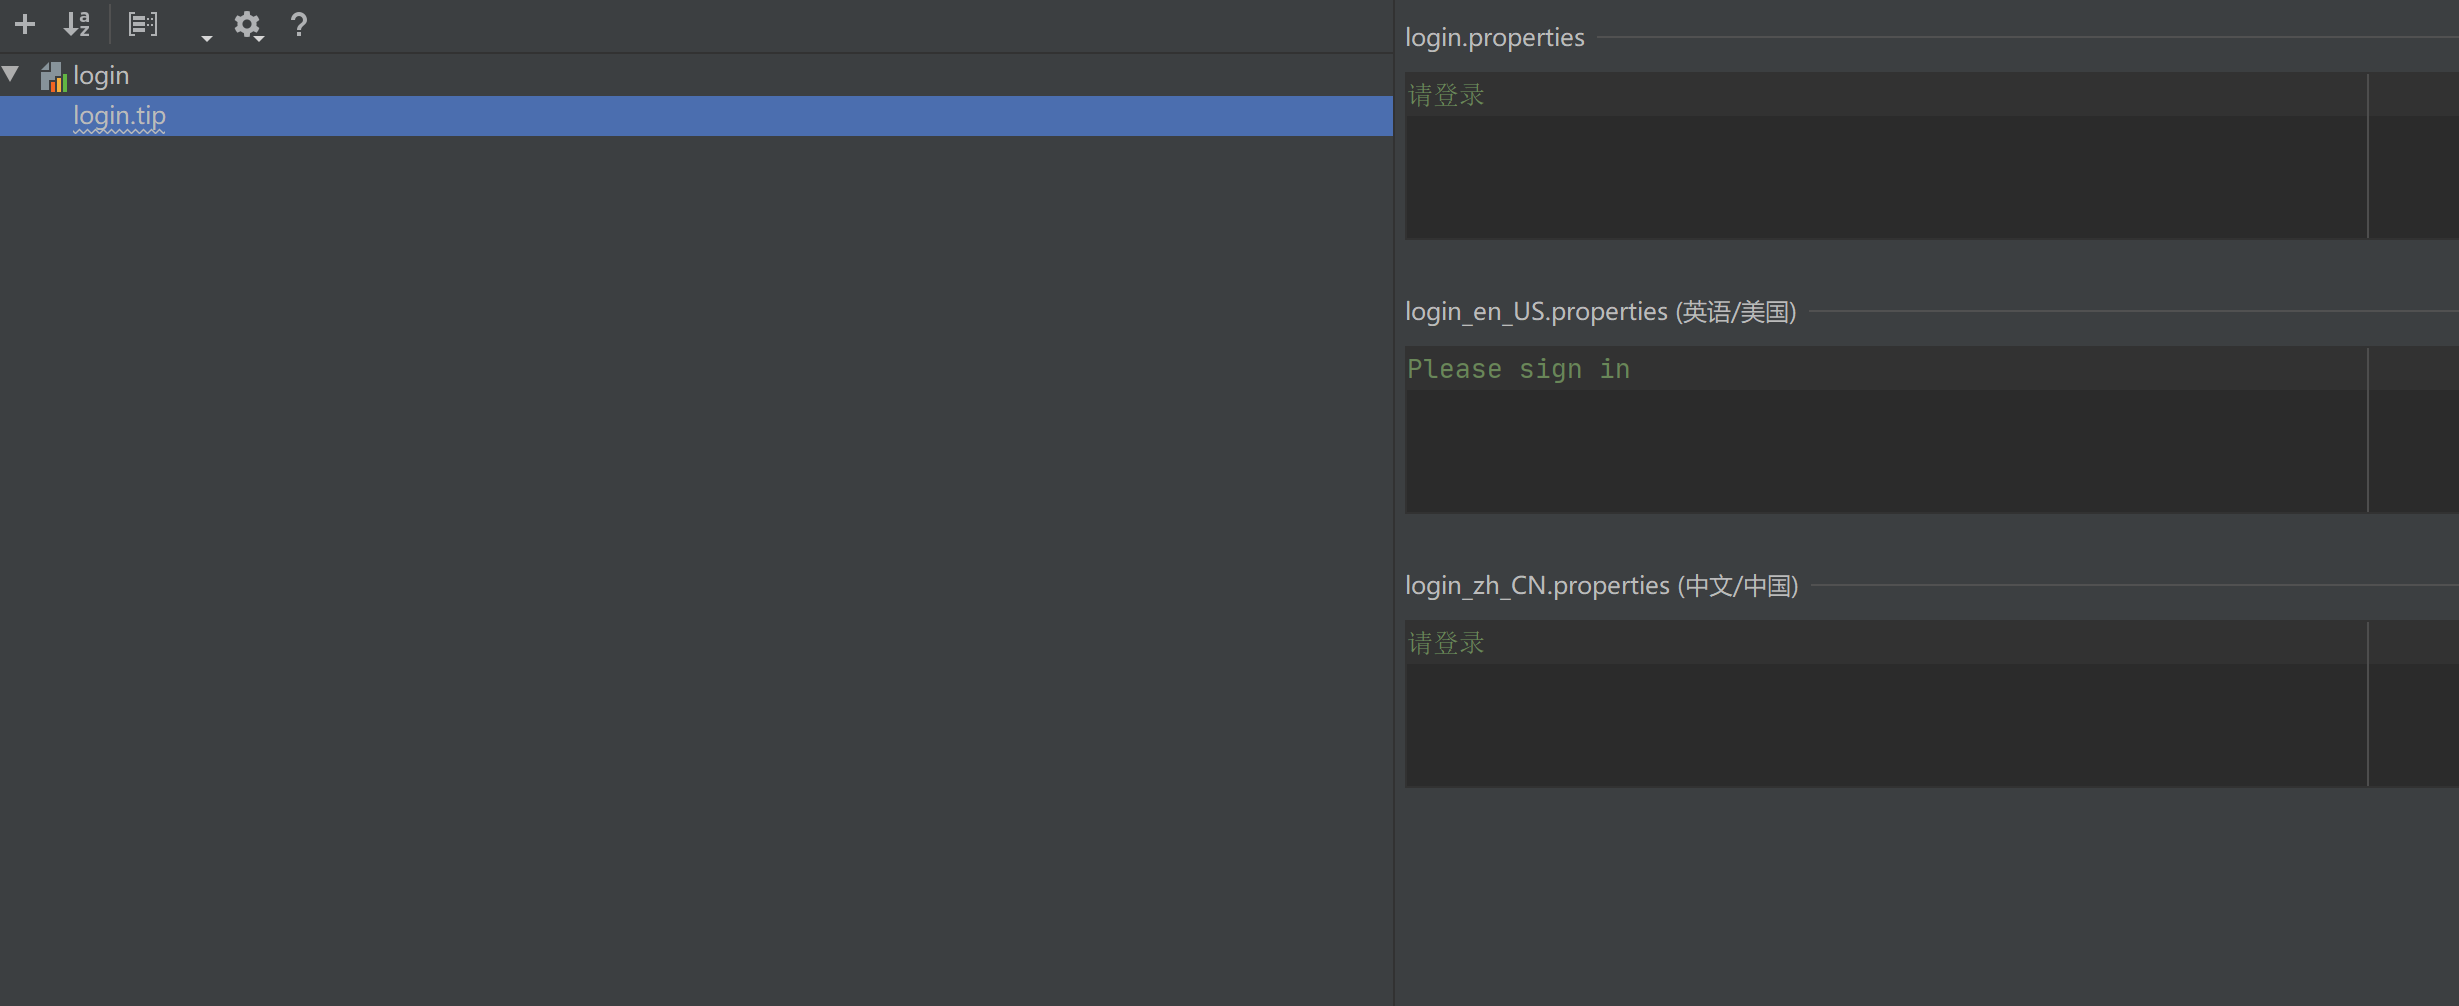 login
login.tip
login.properties
请登录
login_en_US.properties (英语/美国)
Please sign in
login_zh_CN.properties (中文/中国)
请登录